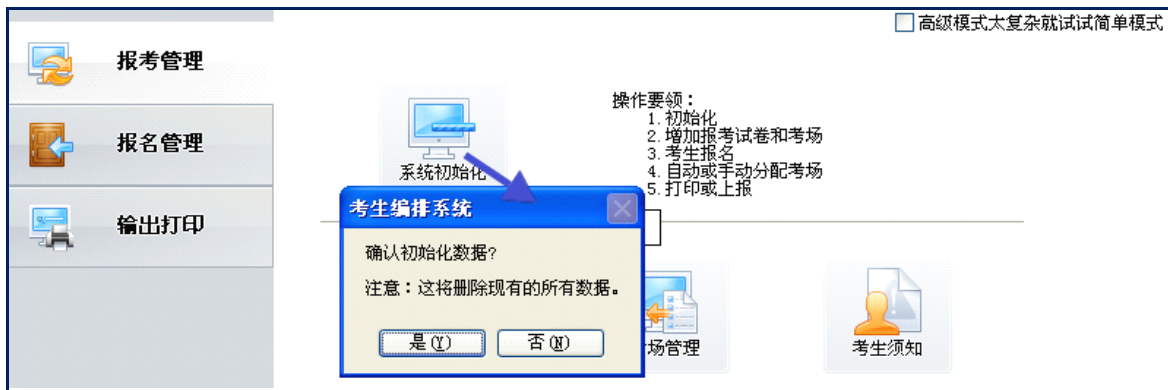 高级模式太复杂就试试简单模式
报考管理
报名管理
输出打印
系统初始化
操作要领：
1. 初始化
2. 增加报考试卷和考场
3. 考生报名
4. 自动或手动分配考场
5. 打印或上报
考生编排系统
确认初始化数据?
注意：这将删除现有的所有数据。
是(Y)
否(N)
场管理
考生须知